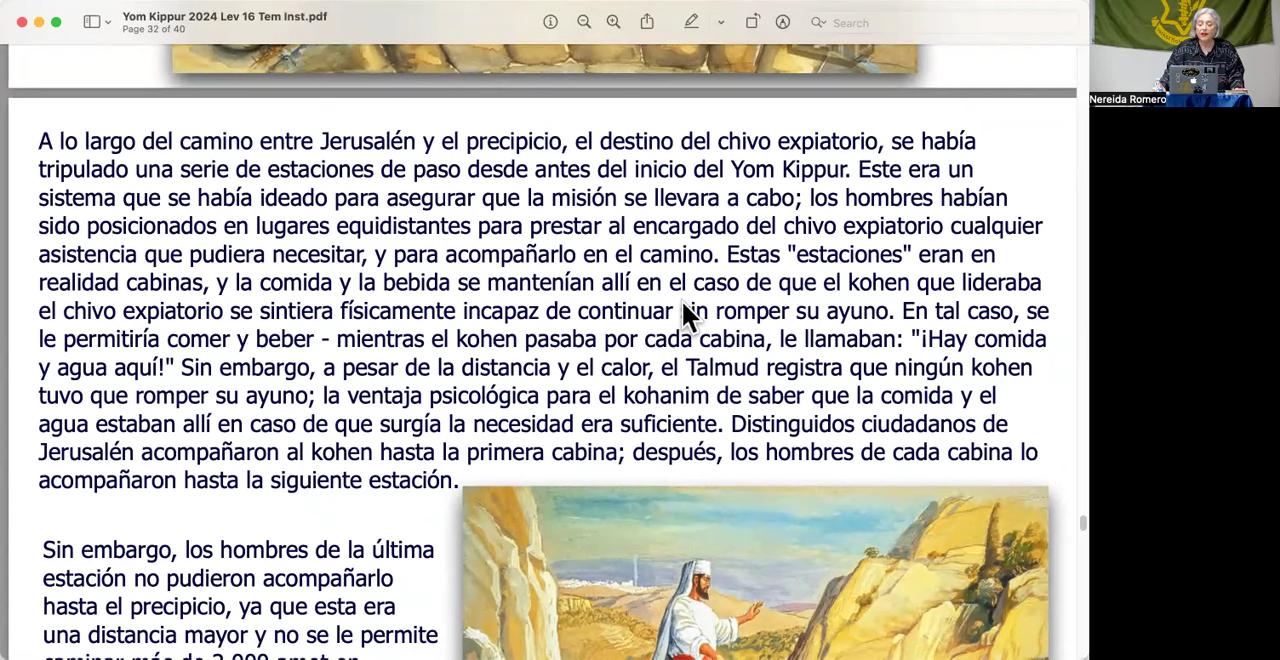 Yom Kippur 2024 Lev 16 Tem Inst.pdf
Page 32 of 40
Search
Nereida Romero
A lo largo del camino entre Jerusalén y el precipicio, el destino del chivo expiatorio, se había
tripulado una serie de estaciones de paso desde antes del inicio del Yom Kippur. Este era un
sistema que se había ideado para asegurar que la misión se llevara a cabo; los hombres habían
sido posicionados en lugares equidistantes para prestar al encargado del chivo expiatorio cualquier
asistencia que pudiera necesitar, y para acompañarlo en el camino. Estas "estaciones" eran en
realidad cabinas, y la comida y la bebida se mantenían allí en el caso de que el kohen que lideraba
el chivo expiatorio se sintiera físicamente incapaz de continuar sin romper su ayuno. En tal caso, se
le permitiría comer y beber - mientras el kohen pasaba por cada cabina, le llamaban: "¡Hay comida
y agua aquí!" Sin embargo, a pesar de la distancia y el calor, el Talmud registra que ningún kohen
tuvo que romper su ayuno; la ventaja psicológica para el kohanim de saber que la comida y el
agua estaban allí en caso de que surgía la necesidad era suficiente. Distinguidos ciudadanos de
Jerusalén acompañaron al kohen hasta la primera cabina; después, los hombres de cada cabina lo
acompañaron hasta la siguiente estación.
Sin embargo, los hombres de la última
estación no pudieron acompañarlo
hasta el precipicio, ya que esta era
una distancia mayor y no se le permite
caminar más de 2,000 amot en